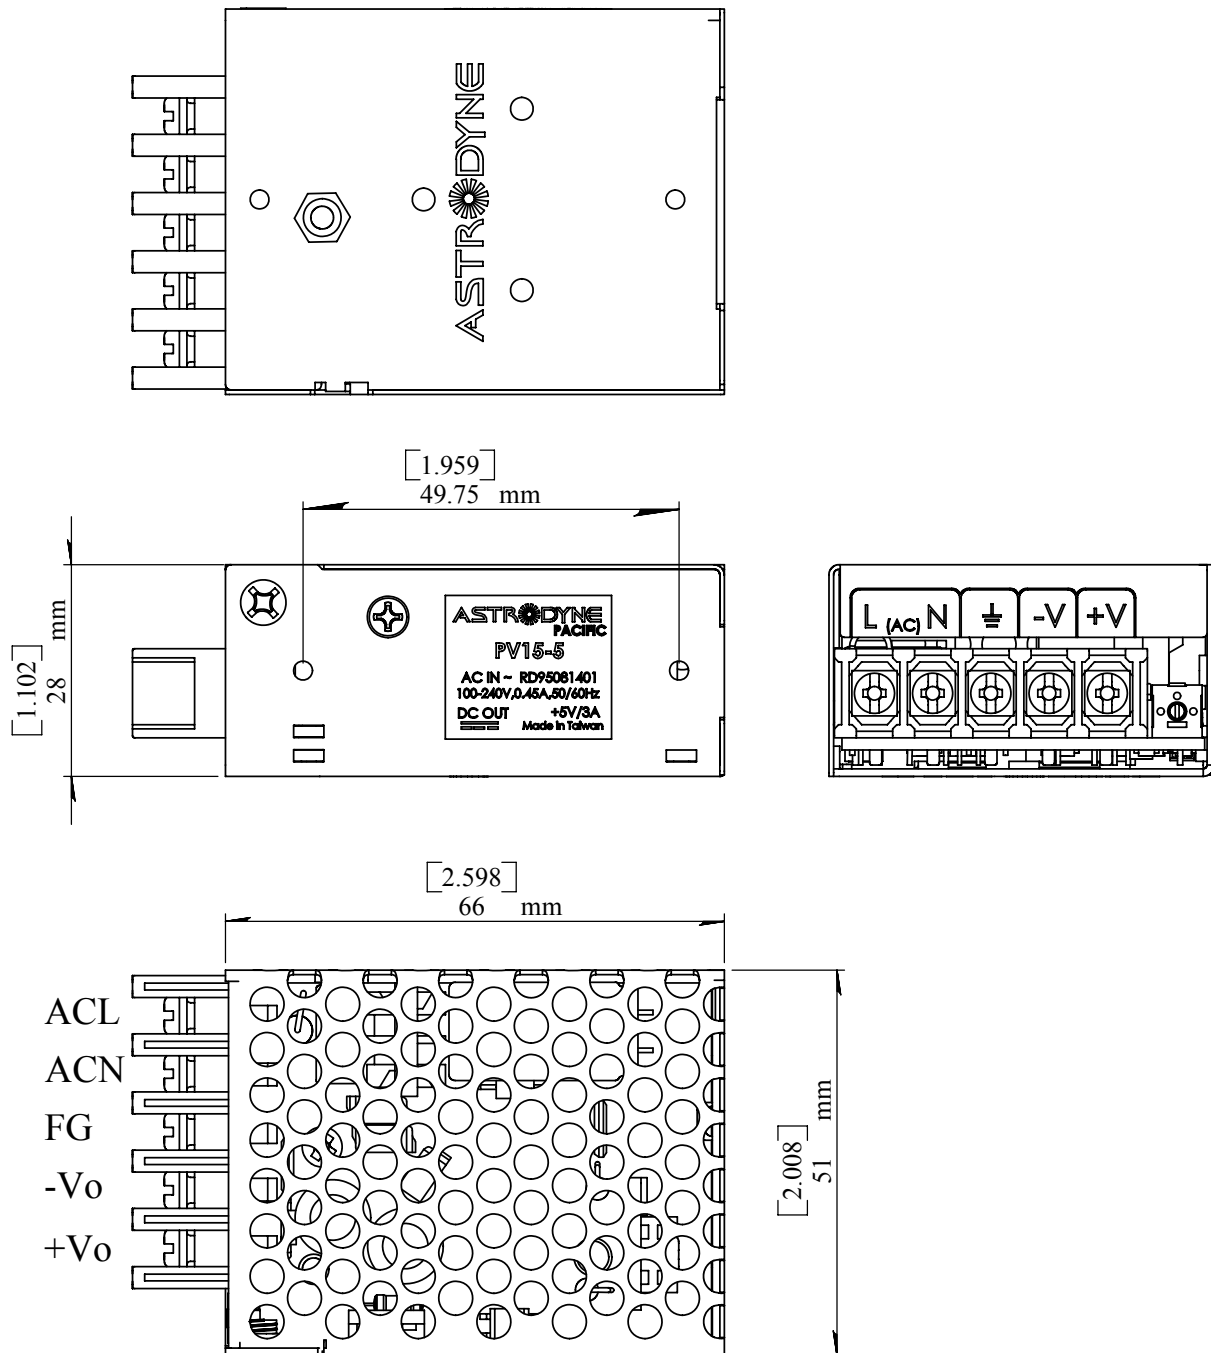 ASTRODYNE
[1.959]
49.75 mm
[1.102]
28 mm
ASTRODYNE
PACIFIC
PV15-5
AC IN ~ RD95081401
100-240V,0.45A,50/60Hz
DC OUT +5V/3A
Made in Taiwan
L (AC) N ⏚ -V +V
[2.598]
66 mm
ACL
ACN
FG
-Vo
+Vo
[2.008]
51 mm